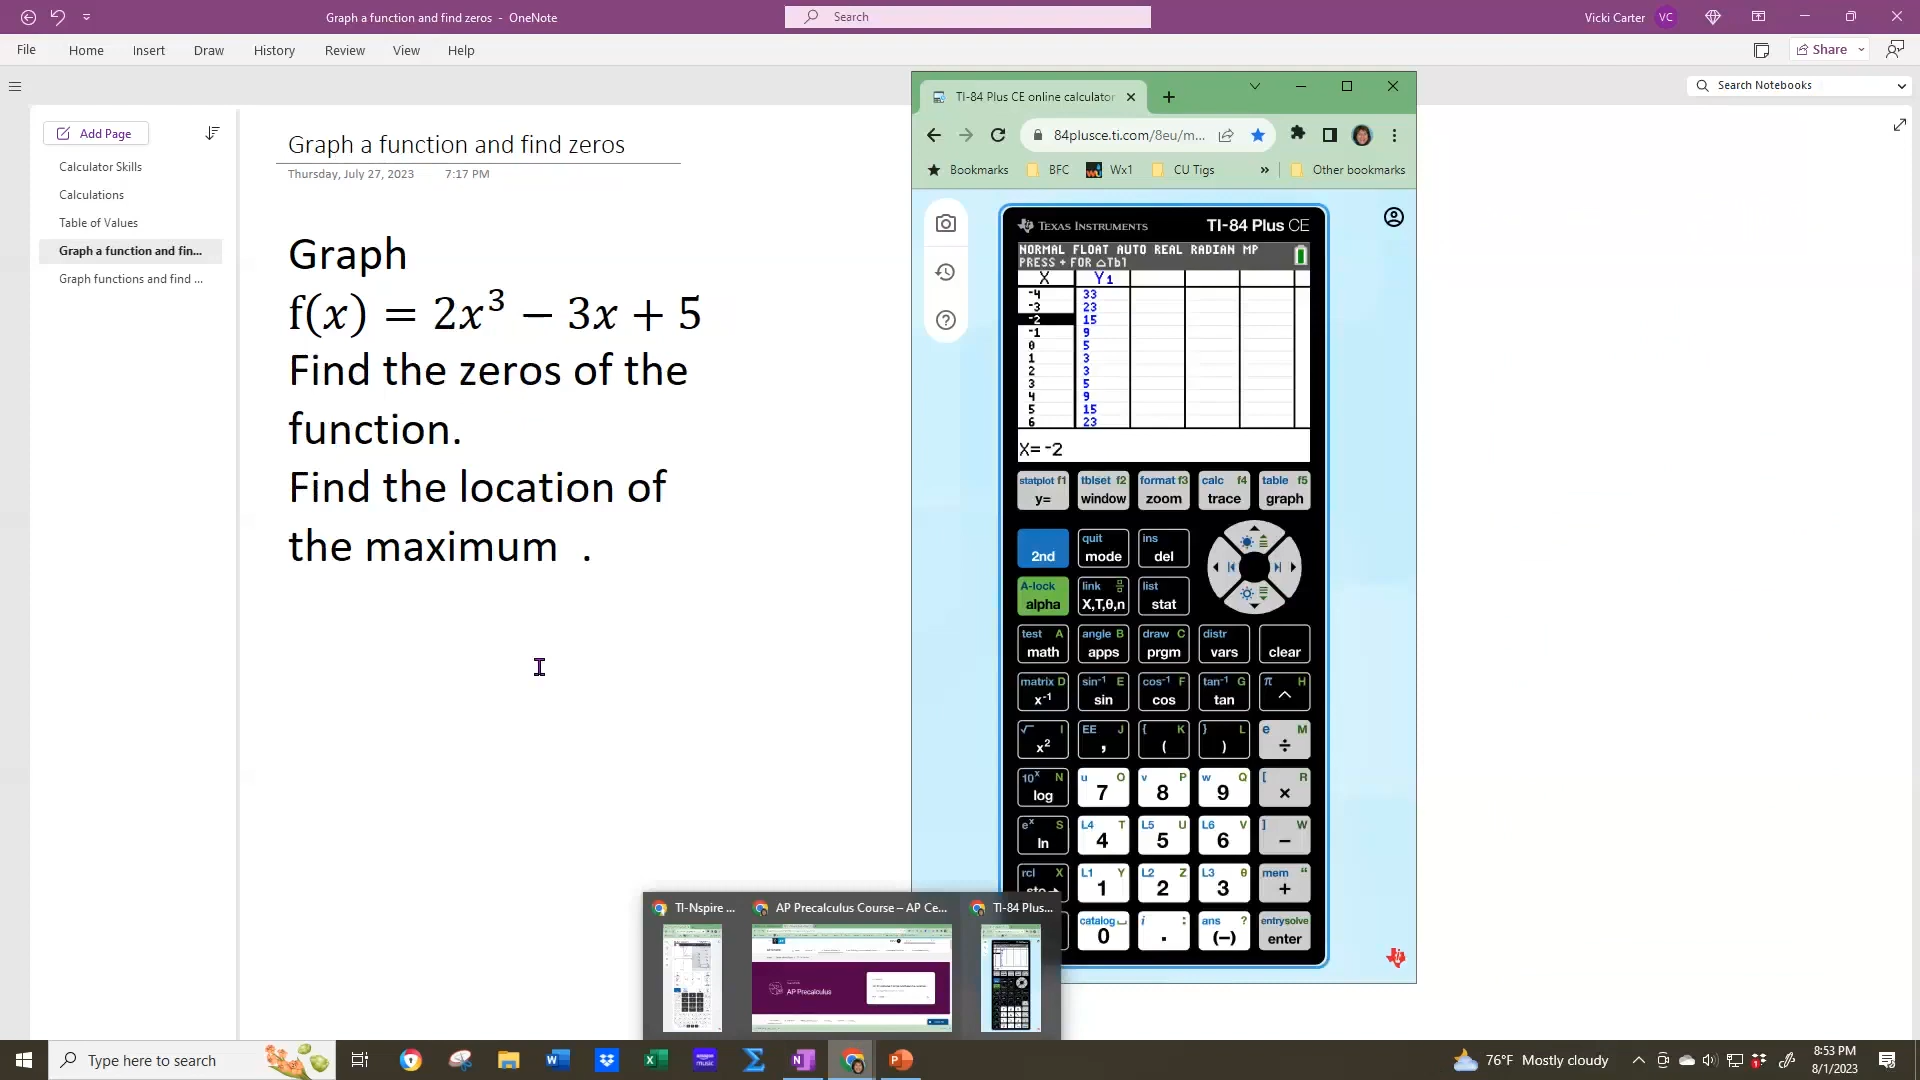 Graph a function and find zeros - OneNote
Search
Vicki Carter VC
File Home Insert Draw History Review View Help
Share
Search Notebooks
Add Page
Calculator Skills
Calculations
Table of Values
Graph a function and fin...
Graph functions and find ...
Graph a function and find zeros
Thursday, July 27, 2023 7:17 PM
Graph
f(x) = 2x³ − 3x + 5
Find the zeros of the
function.
Find the location of
the maximum .
TI-84 Plus CE online calculator
84plusce.ti.com/8eu/m...
Bookmarks BFC Wx1 CU Tigs » Other bookmarks
TEXAS INSTRUMENTS TI-84 Plus CE
NORMAL FLOAT AUTO REAL RADIAN MP
PRESS + FOR △Tbl
X Y1
-4 33
-3 23
-2 15
-1 9
0 5
1 3
2 3
3 5
4 9
5 15
6 23
X= -2
statplot f1 tblset f2 format f3 calc f4 table f5
y= window zoom trace graph
quit ins
2nd mode del
A-lock link list
alpha X,T,θ,n stat
test A angle B draw C distr
math apps prgm vars clear
matrix D sin⁻¹ E cos⁻¹ F tan⁻¹ G π H
x⁻¹ sin cos tan ^
√ I EE J { K } L e M
x² , ( ) ÷
10ˣ N u O v P w Q [ R
log 7 8 9 ×
eˣ S L4 T L5 U L6 V ] W
ln 4 5 6 −
rcl X L1 Y L2 Z L3 θ mem "
sto→ 1 2 3 +
catalog i : ans ? entry solve
0 . (−) enter
TI-Nspire ... AP Precalculus Course – AP Ce... TI-84 Plus...
AP Precalculus
Type here to search
76°F Mostly cloudy
8:53 PM
8/1/2023